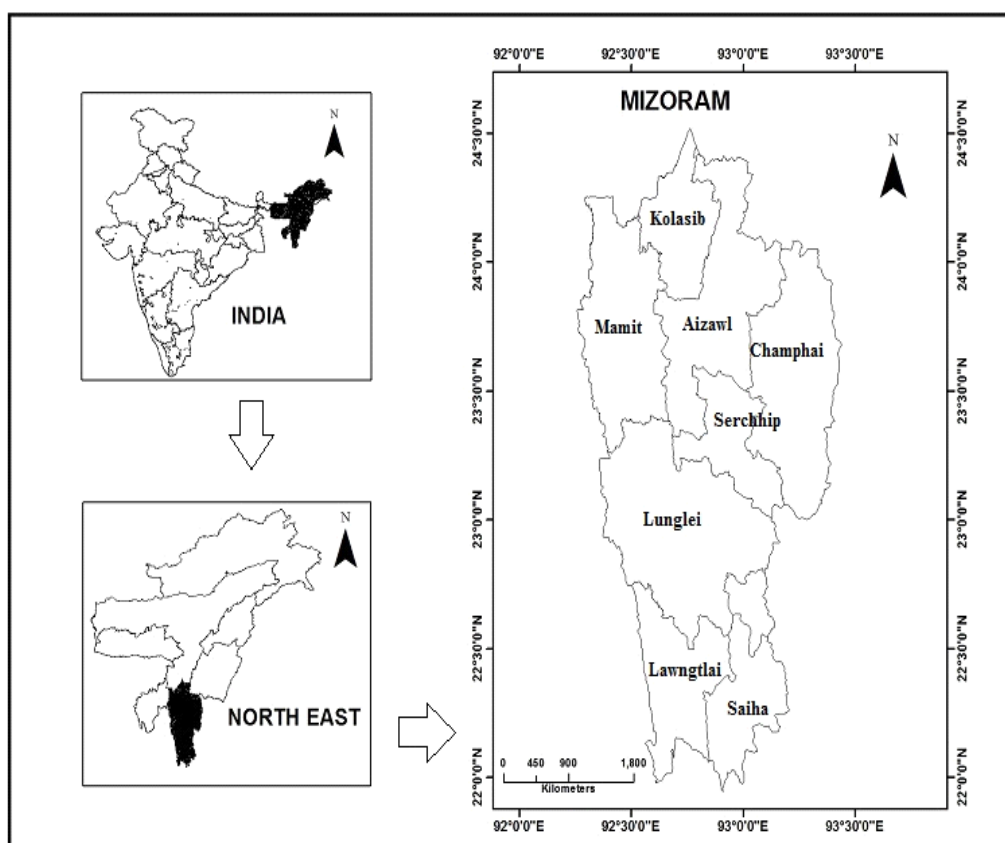 N
INDIA
N
NORTH EAST
92°0'0"E 92°30'0"E 93°0'0"E 93°30'0"E
MIZORAM
N
24°30'0"N 24°30'0"N
Kolasib
24°0'0"N 24°0'0"N
Mamit Aizawl
Champhai
23°30'0"N 23°30'0"N
Serchhip
Lunglei
23°0'0"N 23°0'0"N
22°30'0"N 22°30'0"N
Lawngtlai
Saiha
0 450 900 1,800
Kilometers
22°0'0"N 22°0'0"N
92°0'0"E 92°30'0"E 93°0'0"E 93°30'0"E